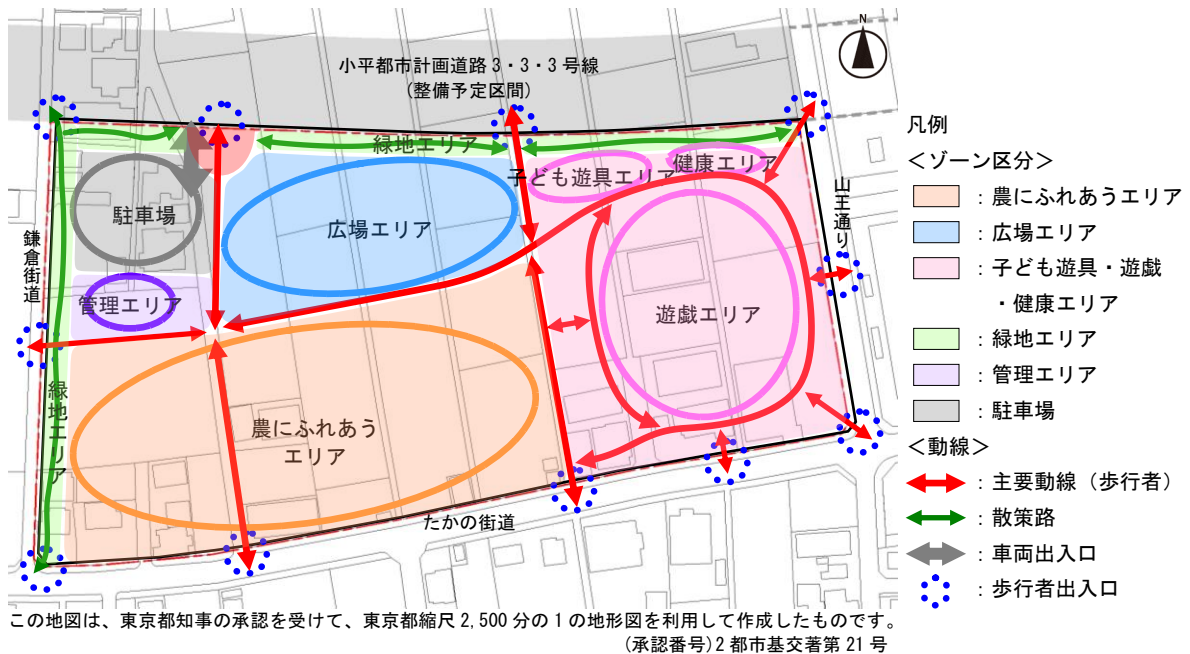 小平都市計画道路3・3・3号線
(整備予定区間)
N
緑地エリア
子ども遊具エリア
健康エリア
駐車場
広場エリア
山王通り
鎌倉街道
管理エリア
遊戯エリア
緑地エリア
農にふれあう
エリア
たかの街道
凡例
＜ゾーン区分＞
：農にふれあうエリア
：広場エリア
：子ども遊具・遊戯
・健康エリア
：緑地エリア
：管理エリア
：駐車場
＜動線＞
：主要動線（歩行者）
：散策路
：車両出入口
：歩行者出入口
この地図は、東京都知事の承認を受けて、東京都縮尺2,500分の1の地形図を利用して作成したものです。
(承認番号)2都市基交著第21号